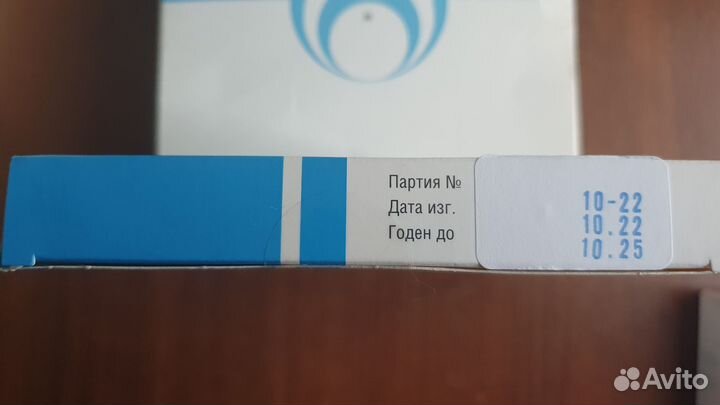 Партия № 10-22
Дата изг. 10.22
Годен до 10.25
Avito